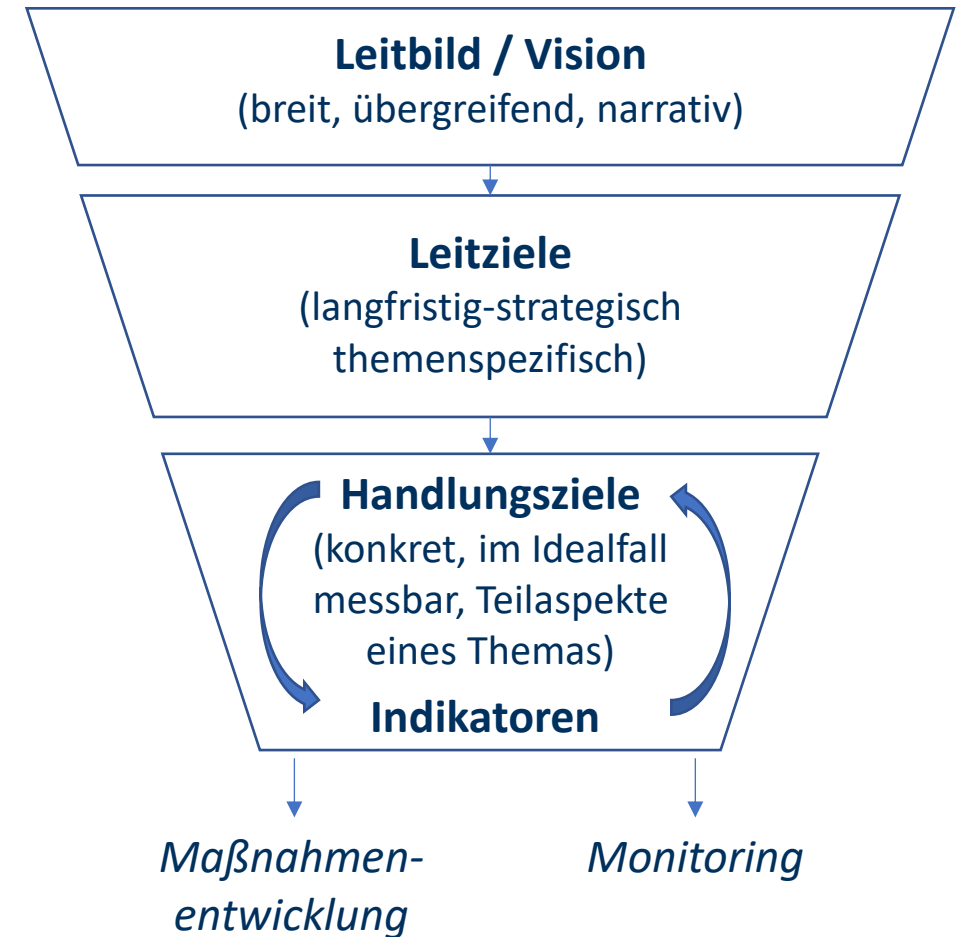 Leitbild / Vision
(breit, übergreifend, narrativ)
Leitziele
(langfristig-strategisch
themenspezifisch)
Handlungsziele
(konkret, im Idealfall
messbar, Teilaspekte
eines Themas)
Indikatoren
Maßnahmen-
entwicklung
Monitoring